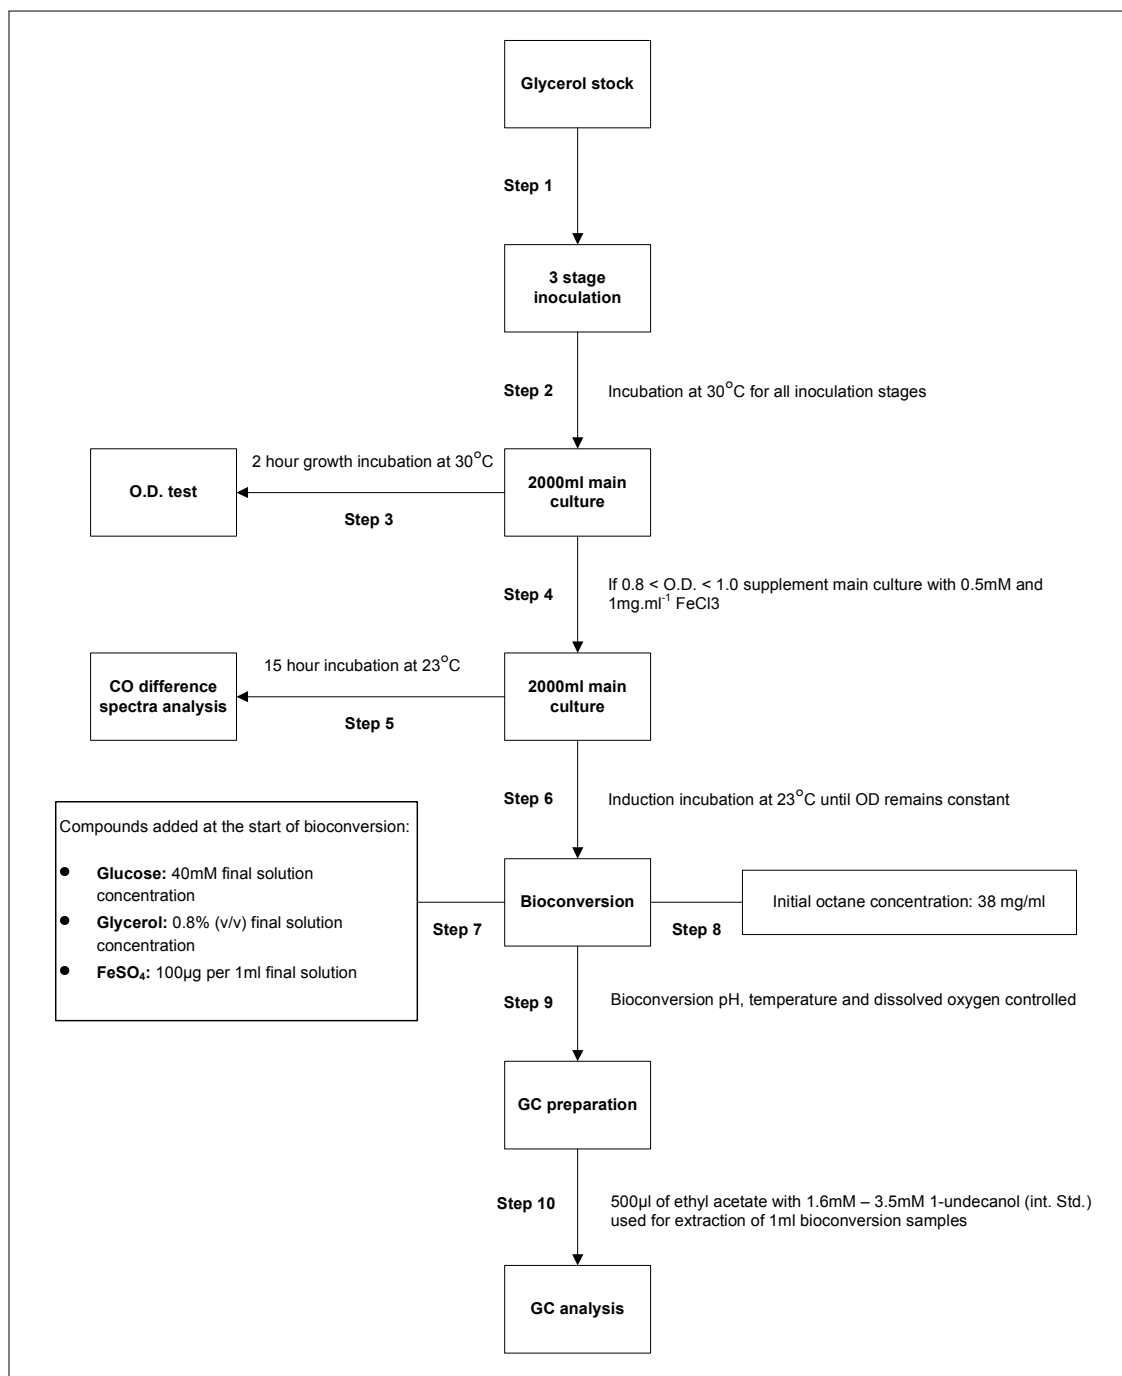 Glycerol stock
Step 1
3 stage
inoculation
Step 2
Incubation at 30°C for all inoculation stages
O.D. test
2 hour growth incubation at 30°C
Step 3
2000ml main
culture
Step 4
If 0.8 < O.D. < 1.0 supplement main culture with 0.5mM and
1mg.ml⁻¹ FeCl3
CO difference
spectra analysis
15 hour incubation at 23°C
Step 5
2000ml main
culture
Step 6
Induction incubation at 23°C until OD remains constant
Compounds added at the start of bioconversion:
● Glucose: 40mM final solution
concentration
● Glycerol: 0.8% (v/v) final solution
concentration
● FeSO₄: 100µg per 1ml final solution
Step 7
Bioconversion
Step 8
Initial octane concentration: 38 mg/ml
Step 9
Bioconversion pH, temperature and dissolved oxygen controlled
GC preparation
Step 10
500µl of ethyl acetate with 1.6mM – 3.5mM 1-undecanol (int. Std.)
used for extraction of 1ml bioconversion samples
GC analysis